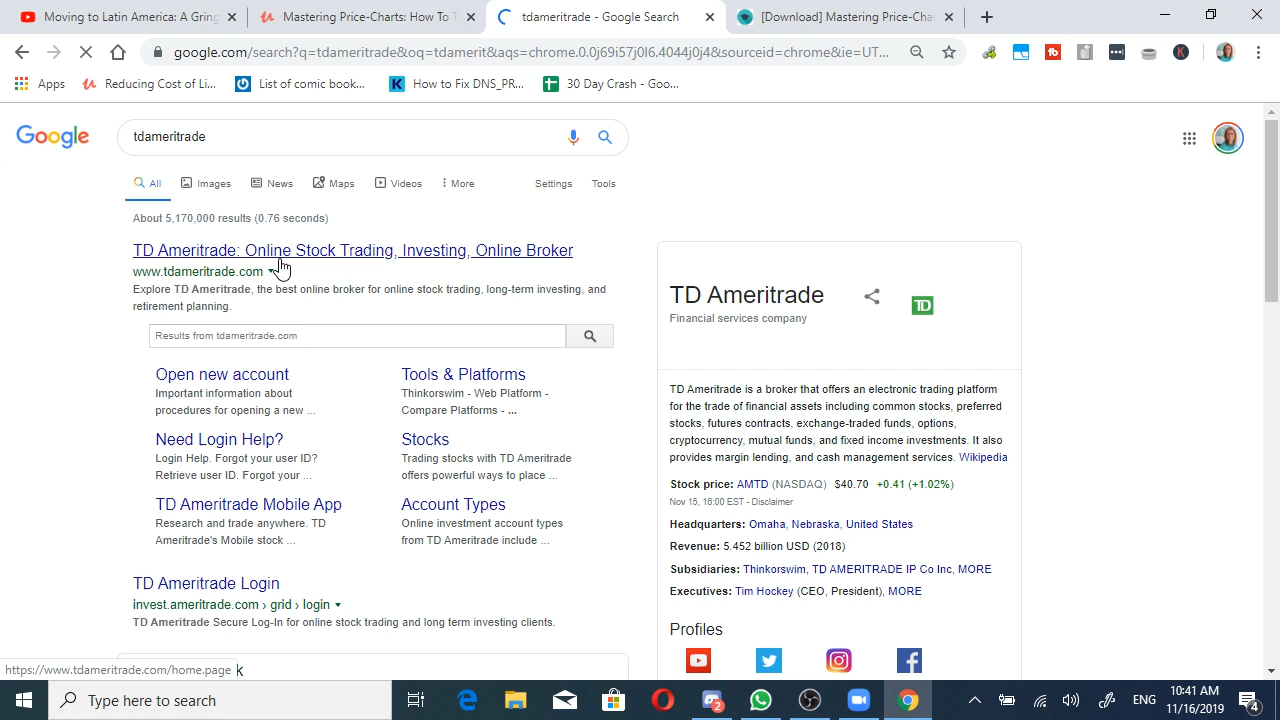 Moving to Latin America: A Gring
Mastering Price-Charts: How To T
tdameritrade - Google Search
[Download] Mastering Price-Cha
google.com/search?q=tdameritrade&oq=tdamerit&aqs=chrome.0.0j69i57j0l6.4044j0j4&sourceid=chrome&ie=UT...
Apps
Reducing Cost of Li...
List of comic book...
How to Fix DNS_PR...
30 Day Crash - Goo...
Google
tdameritrade
All
Images
News
Maps
Videos
More
Settings
Tools
About 5,170,000 results (0.76 seconds)
TD Ameritrade: Online Stock Trading, Investing, Online Broker
www.tdameritrade.com
Explore TD Ameritrade, the best online broker for online stock trading, long-term investing, and
retirement planning.
Results from tdameritrade.com
Open new account
Important information about
procedures for opening a new ...
Tools & Platforms
Thinkorswim - Web Platform -
Compare Platforms - ...
Need Login Help?
Login Help. Forgot your user ID?
Retrieve user ID. Forgot your ...
Stocks
Trading stocks with TD Ameritrade
offers powerful ways to place ...
TD Ameritrade Mobile App
Research and trade anywhere. TD
Ameritrade's Mobile stock ...
Account Types
Online investment account types
from TD Ameritrade include ...
TD Ameritrade Login
invest.ameritrade.com › grid › login
TD Ameritrade Secure Log-In for online stock trading and long term investing clients.
TD Ameritrade
Financial services company
TD
TD Ameritrade is a broker that offers an electronic trading platform
for the trade of financial assets including common stocks, preferred
stocks, futures contracts, exchange-traded funds, options,
cryptocurrency, mutual funds, and fixed income investments. It also
provides margin lending, and cash management services. Wikipedia
Stock price: AMTD (NASDAQ) $40.70 +0.41 (+1.02%)
Nov 15, 16:00 EST - Disclaimer
Headquarters: Omaha, Nebraska, United States
Revenue: 5.452 billion USD (2018)
Subsidiaries: Thinkorswim, TD AMERITRADE IP Co Inc, MORE
Executives: Tim Hockey (CEO, President), MORE
Profiles
https://www.tdameritrade.com/home.page
k
Type here to search
2
ENG
10:41 AM
11/16/2019
4